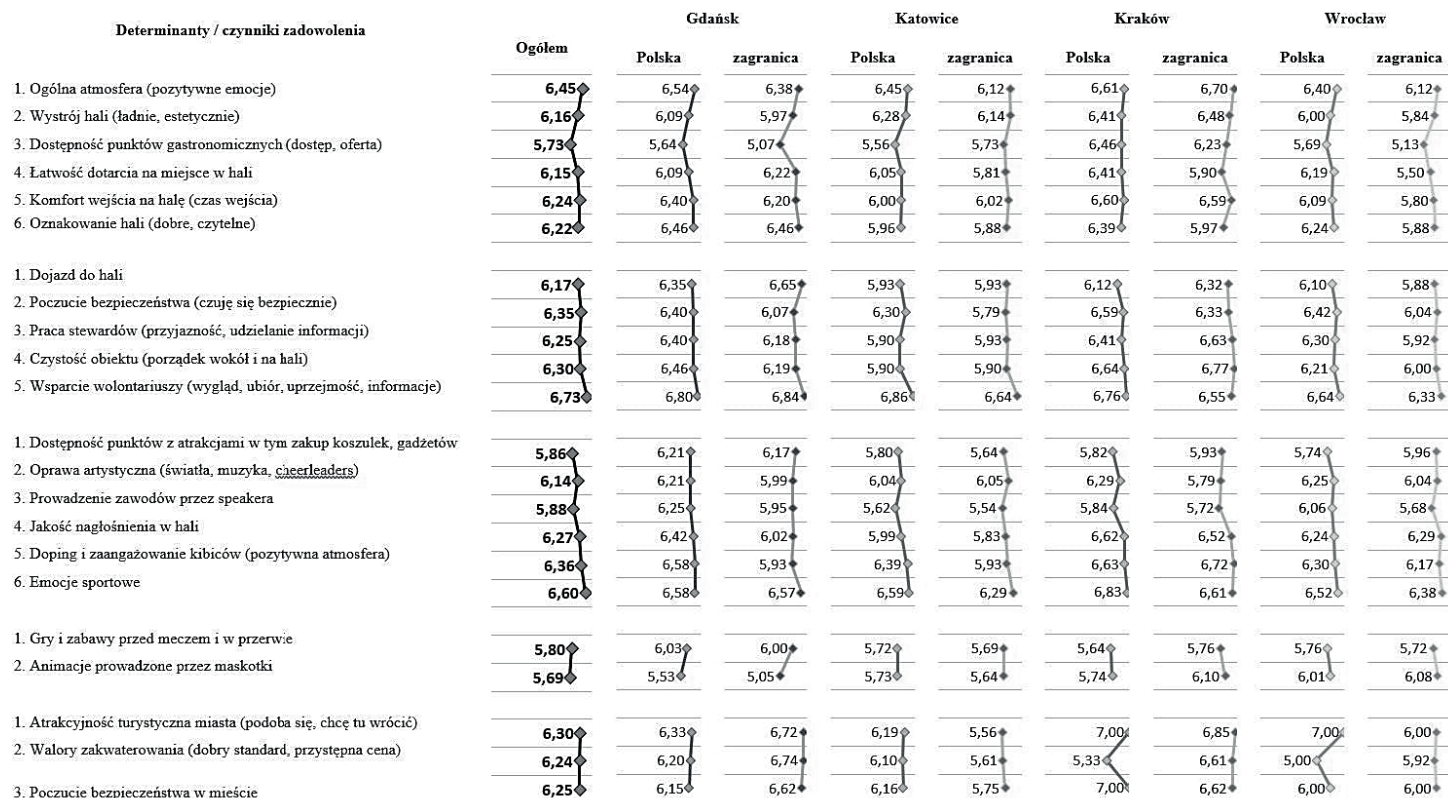 Determinanty / czynniki zadowolenia Ogółem Gdańsk Katowice Kraków Wrocław
Polska zagranica Polska zagranica Polska zagranica Polska zagranica
1. Ogólna atmosfera (pozytywne emocje) 6,45 6,54 6,38 6,45 6,12 6,61 6,70 6,40 6,12
2. Wystrój hali (ładnie, estetycznie) 6,16 6,09 5,97 6,28 6,14 6,41 6,48 6,00 5,84
3. Dostępność punktów gastronomicznych (dostęp, oferta) 5,73 5,64 5,07 5,56 5,73 6,46 6,23 5,69 5,13
4. Łatwość dotarcia na miejsce w hali 6,15 6,09 6,22 6,05 5,81 6,41 5,90 6,19 5,50
5. Komfort wejścia na halę (czas wejścia) 6,24 6,40 6,20 6,00 6,02 6,60 6,59 6,09 5,80
6. Oznakowanie hali (dobre, czytelne) 6,22 6,46 6,46 5,96 5,88 6,39 5,97 6,24 5,88
1. Dojazd do hali 6,17 6,35 6,65 5,93 5,93 6,12 6,32 6,10 5,88
2. Poczucie bezpieczeństwa (czuję się bezpiecznie) 6,35 6,40 6,07 6,30 5,79 6,59 6,33 6,42 6,04
3. Praca stewardów (przyjazność, udzielanie informacji) 6,25 6,40 6,18 5,90 5,93 6,41 6,63 6,30 5,92
4. Czystość obiektu (porządek wokół i na hali) 6,30 6,46 6,19 5,90 5,90 6,64 6,77 6,21 6,00
5. Wsparcie wolontariuszy (wygląd, ubiór, uprzejmość, informacje) 6,73 6,80 6,84 6,86 6,64 6,76 6,55 6,64 6,33
1. Dostępność punktów z atrakcjami w tym zakup koszulek, gadżetów 5,86 6,21 6,17 5,80 5,64 5,82 5,93 5,74 5,96
2. Oprawa artystyczna (światła, muzyka, cheerleaders) 6,14 6,21 5,99 6,04 6,05 6,29 5,79 6,25 6,04
3. Prowadzenie zawodów przez speakera 5,88 6,25 5,95 5,62 5,54 5,84 5,72 6,06 5,68
4. Jakość nagłośnienia w hali 6,27 6,42 6,02 5,99 5,83 6,62 6,52 6,24 6,29
5. Doping i zaangażowanie kibiców (pozytywna atmosfera) 6,36 6,58 5,93 6,39 5,93 6,63 6,72 6,30 6,17
6. Emocje sportowe 6,60 6,58 6,57 6,59 6,29 6,83 6,61 6,52 6,38
1. Gry i zabawy przed meczem i w przerwie 5,80 6,03 6,00 5,72 5,69 5,64 5,76 5,76 5,72
2. Animacje prowadzone przez maskotki 5,69 5,53 5,05 5,73 5,64 5,74 6,10 6,01 6,08
1. Atrakcyjność turystyczna miasta (podoba się, chcę tu wrócić) 6,30 6,33 6,72 6,19 5,56 7,00 6,85 7,00 6,00
2. Walory zakwaterowania (dobry standard, przystępna cena) 6,24 6,20 6,74 6,10 5,61 5,33 6,61 5,00 5,92
3. Poczucie bezpieczeństwa w mieście 6,25 6,15 6,62 6,16 5,75 7,00 6,62 6,00 6,00